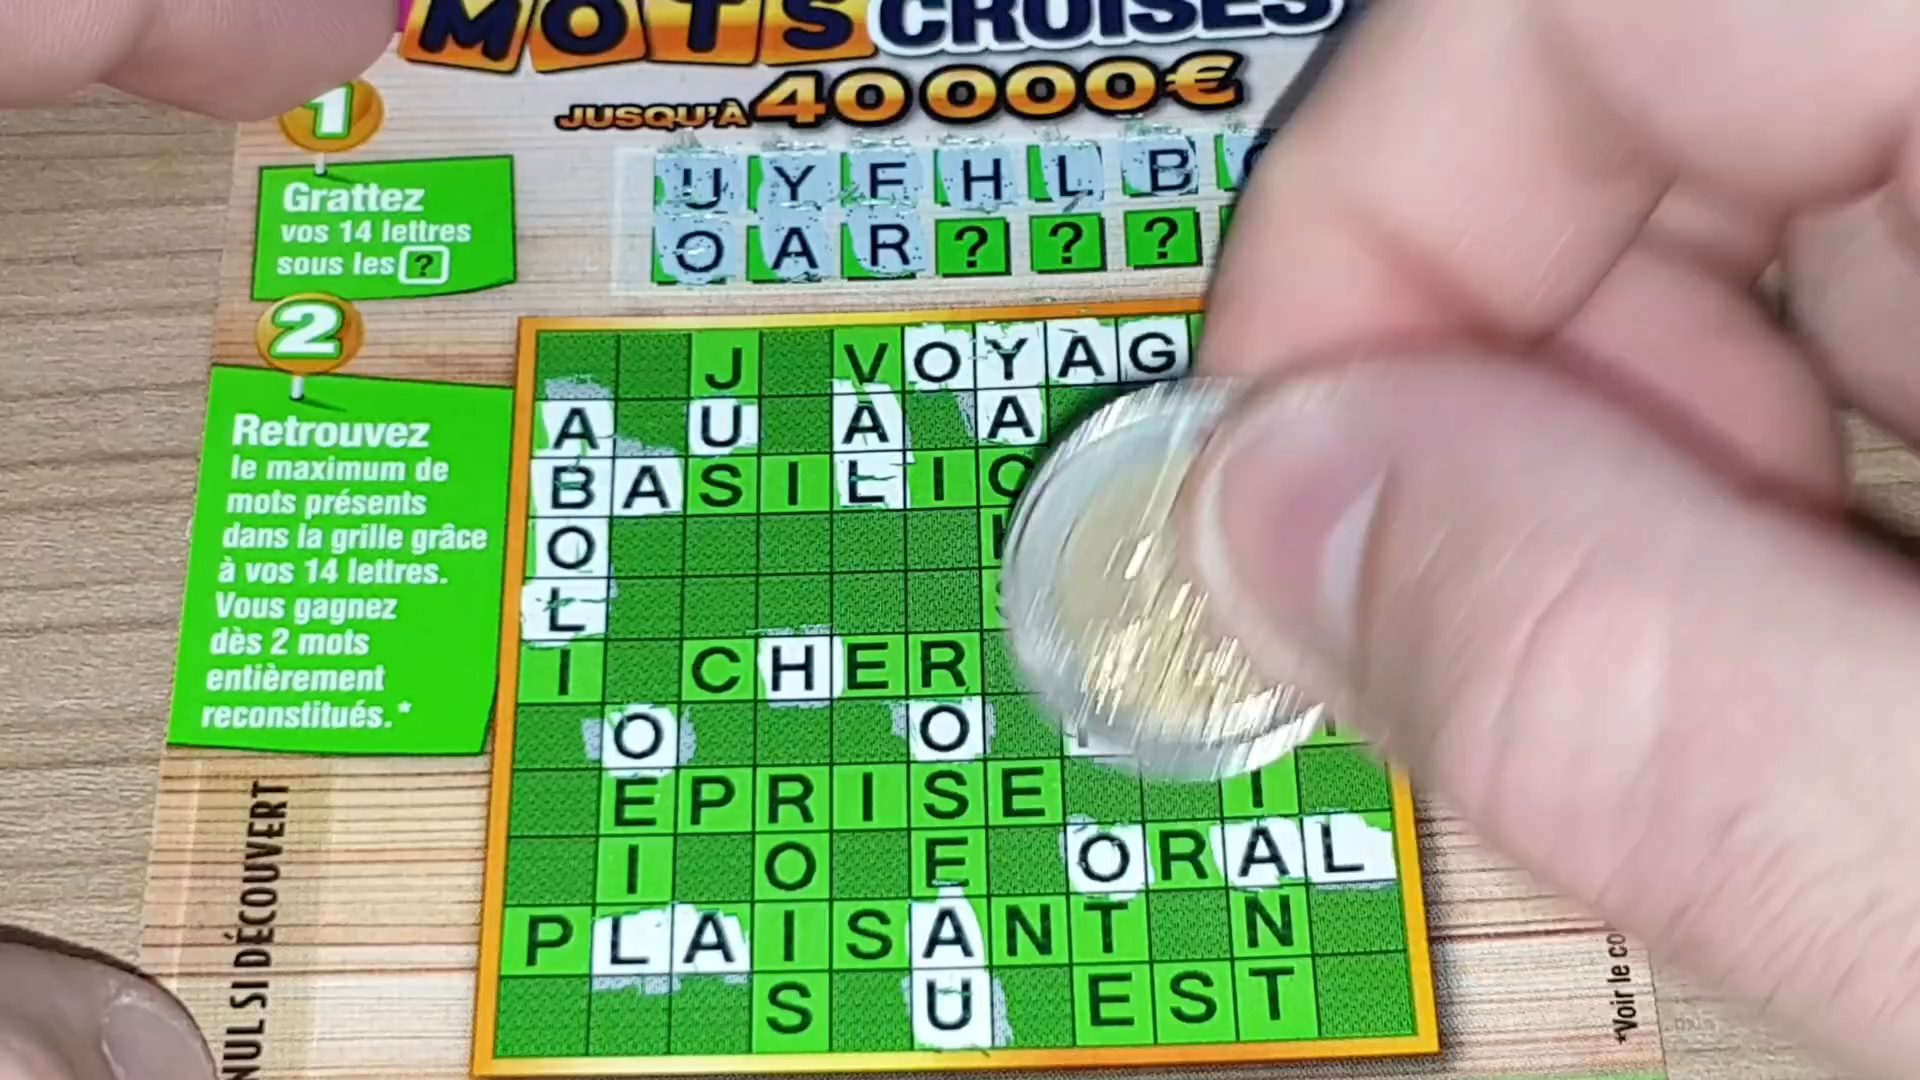 MOTS CROISÉS
JUSQU'À 40 000€
1
Grattez
vos 14 lettres
sous les ?
U Y F H L B
O A R ? ? ?
2
Retrouvez
le maximum de
mots présents
dans la grille grâce
à vos 14 lettres.
Vous gagnez
dès 2 mots
entièrement
reconstitués.*
J V O Y A G
A U A A
B A S I L I
O
L
I C H E R
O O
E P R I S E I
I O E O R A L
P L A I S A N T N
S U E S T
NUL SI DÉCOUVERT
*Voir le